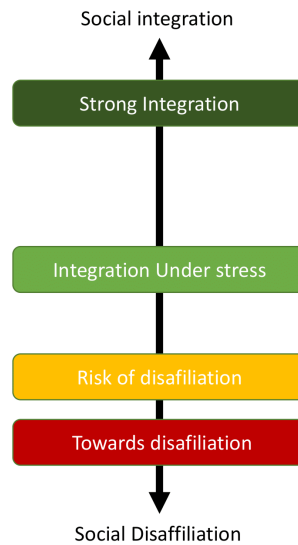 Social integration
Strong Integration
Integration Under stress
Risk of disafiliation
Towards disafiliation
Social Disaffiliation